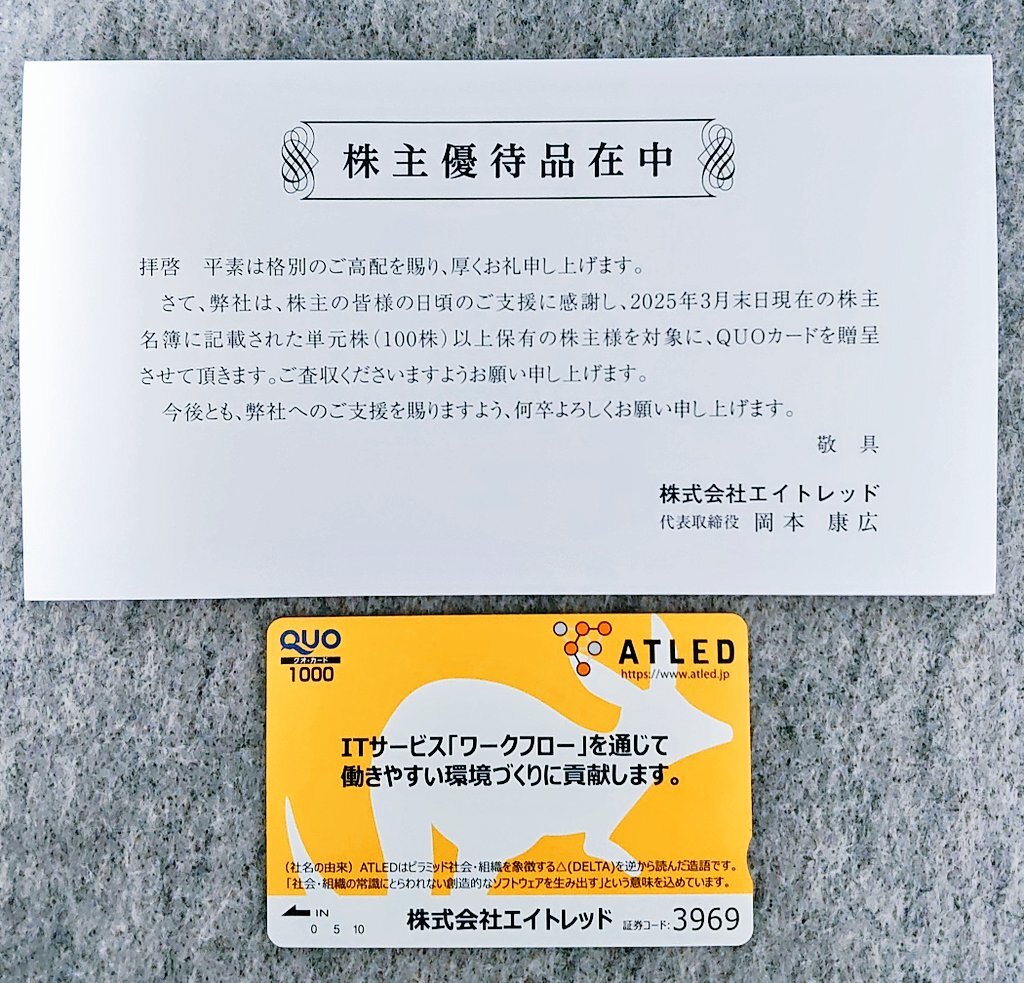 株主優待品在中
拝啓　平素は格別のご高配を賜り、厚くお礼申し上げます。
さて、弊社は、株主の皆様の日頃のご支援に感謝し、2025年3月末日現在の株主
名簿に記載された単元株（100株）以上保有の株主様を対象に、QUOカードを贈呈
させて頂きます。ご査収くださいますようお願い申し上げます。
今後とも、弊社へのご支援を賜りますよう、何卒よろしくお願い申し上げます。
敬　具
株式会社エイトレッド
代表取締役　岡本　康広
QUO
クオ・カード
1000
ATLED
https://www.atled.jp
ITサービス「ワークフロー」を通じて
働きやすい環境づくりに貢献します。
（社名の由来）ATLEDはピラミッド社会・組織を象徴する△(DELTA)を逆から読んだ造語です。
「社会・組織の常識にとらわれない創造的なソフトウェアを生み出す」という意味を込めています。
IN
0 5 10
株式会社エイトレッド 証券コード:3969